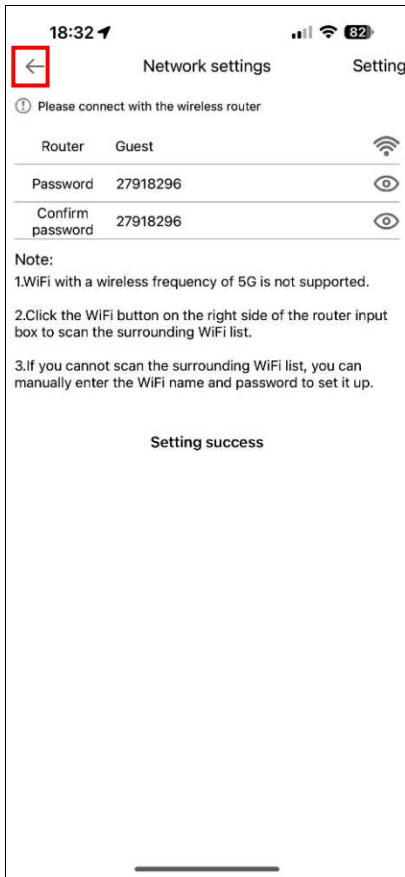 18:32 82
Network settings Setting
Please connect with the wireless router
Router Guest
Password 27918296
Confirm
password 27918296
Note:
1.WiFi with a wireless frequency of 5G is not supported.
2.Click the WiFi button on the right side of the router input
box to scan the surrounding WiFi list.
3.If you cannot scan the surrounding WiFi list, you can
manually enter the WiFi name and password to set it up.
Setting success